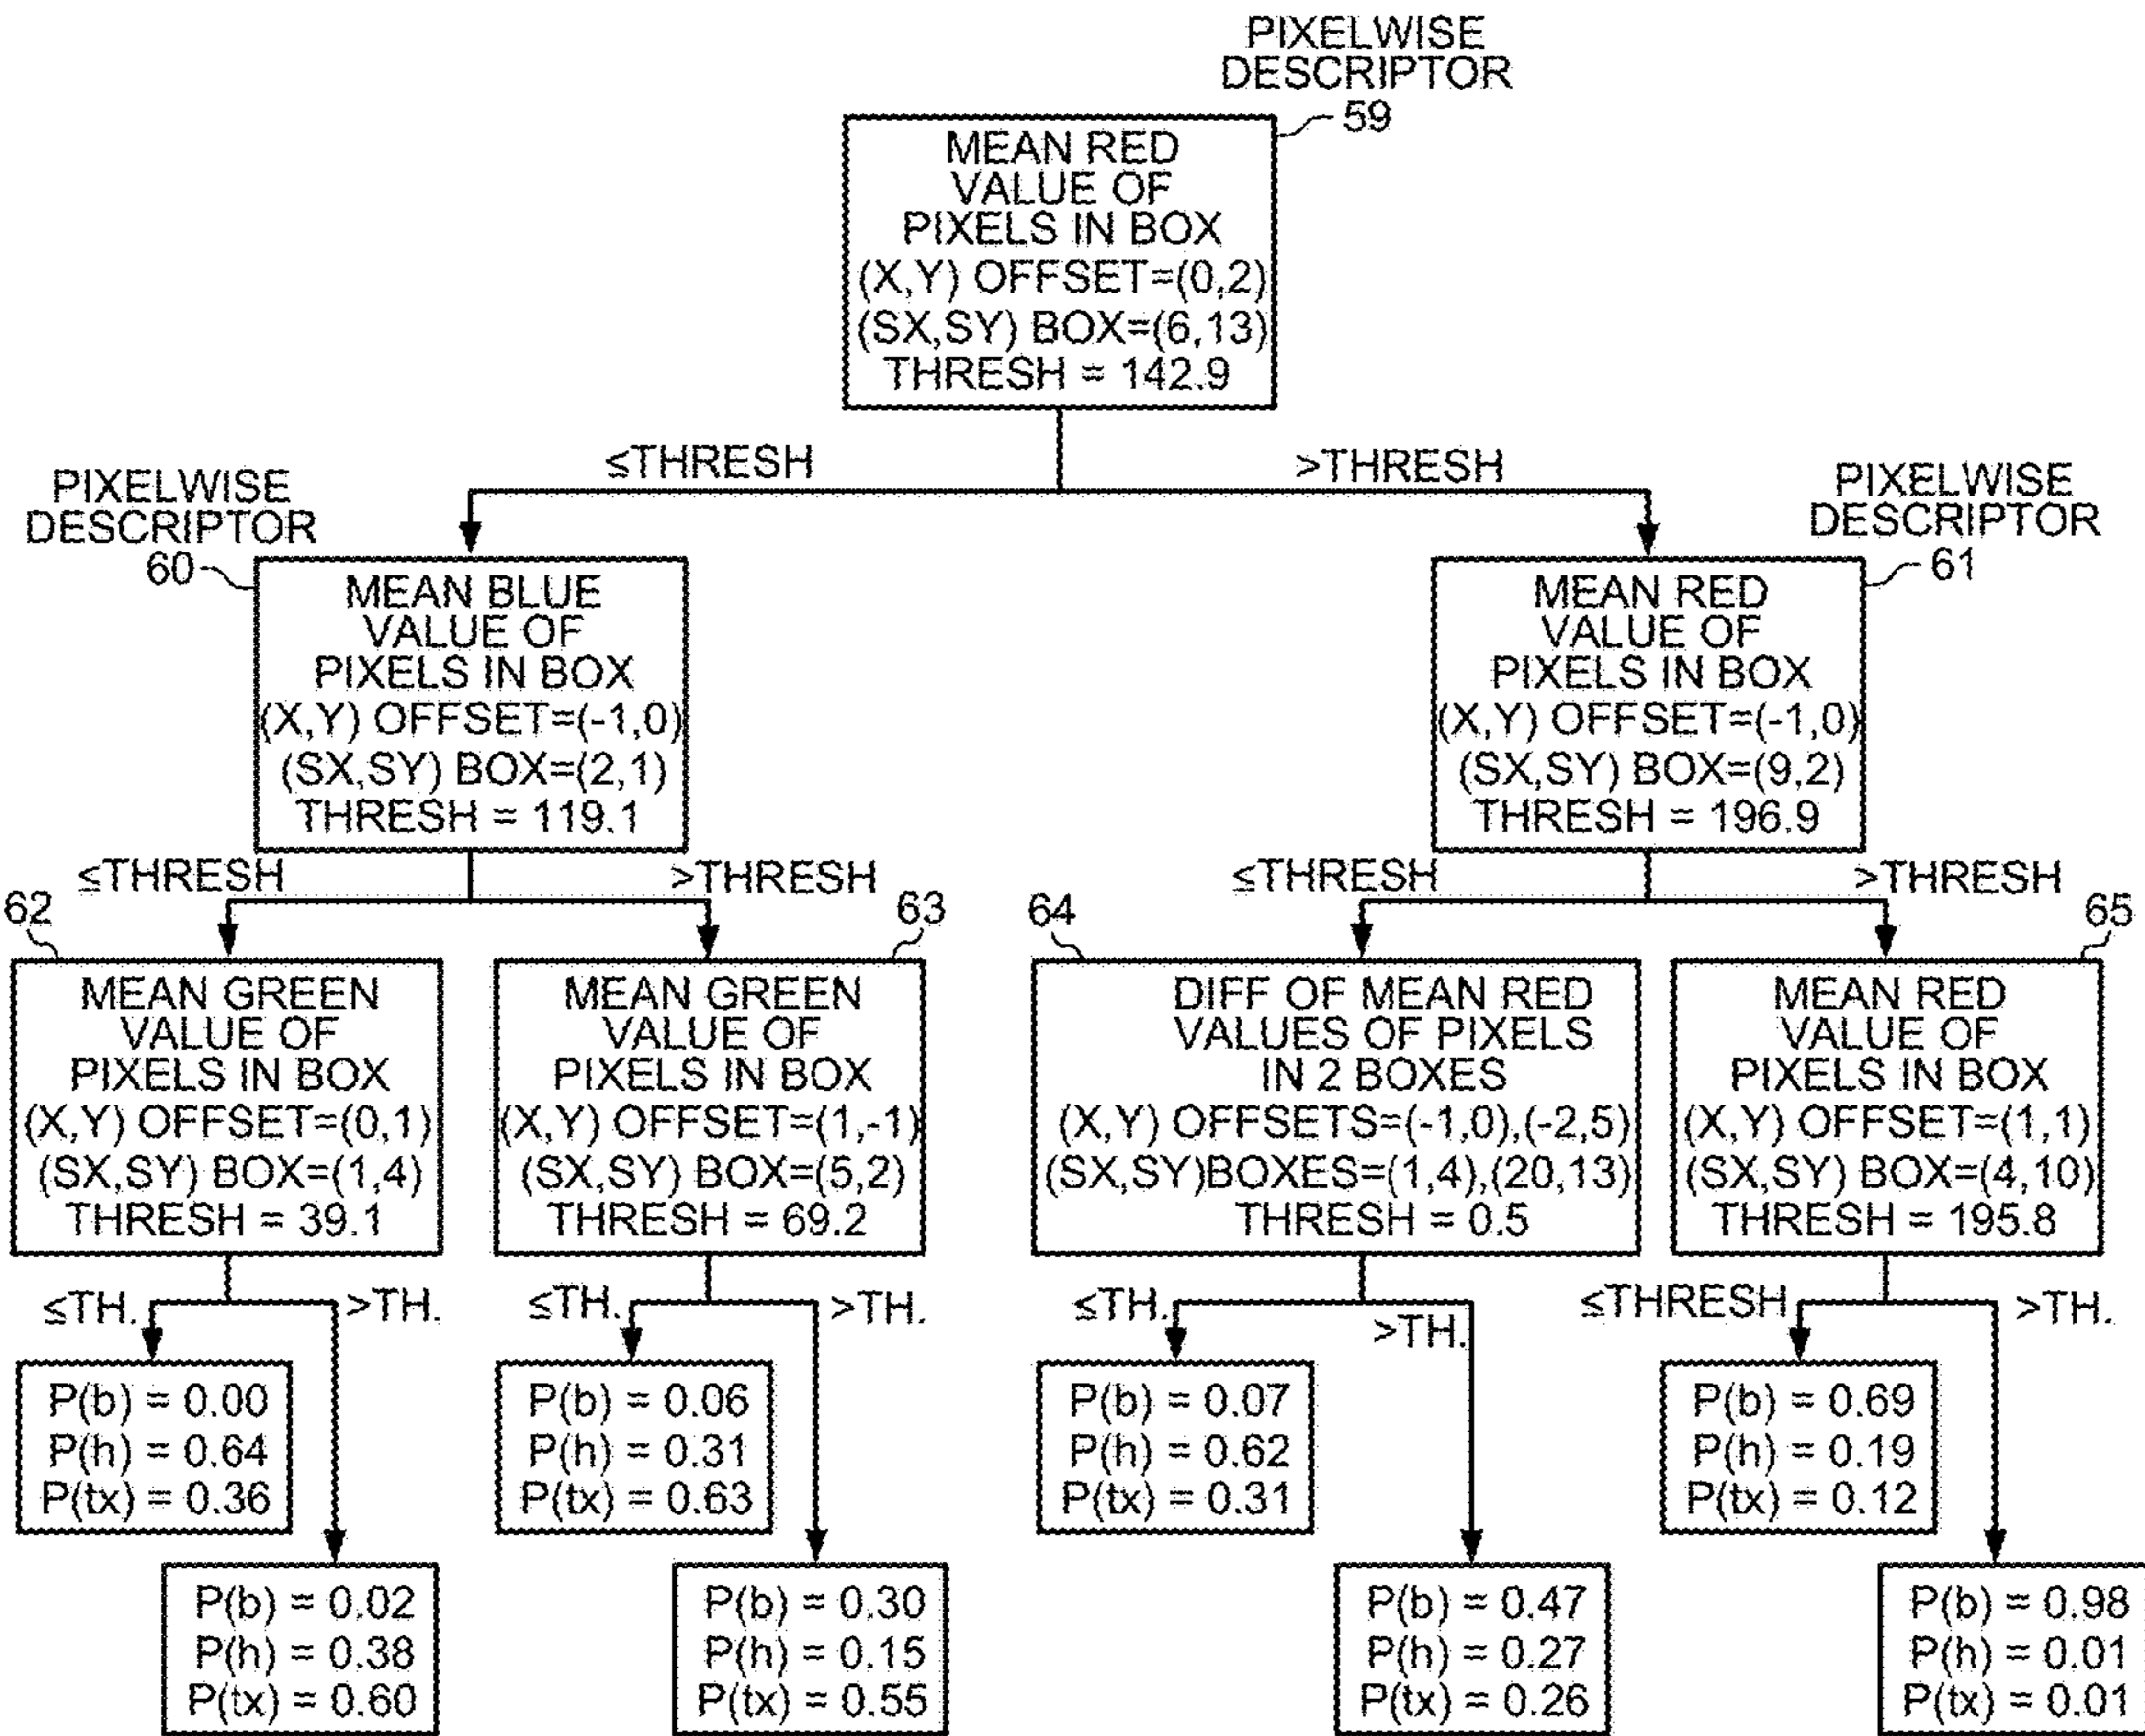 PIXELWISE
DESCRIPTOR
59
MEAN RED
VALUE OF
PIXELS IN BOX
(X,Y) OFFSET=(0,2)
(SX,SY) BOX=(6,13)
THRESH = 142.9
≤THRESH
>THRESH
PIXELWISE
DESCRIPTOR
60
MEAN BLUE
VALUE OF
PIXELS IN BOX
(X,Y) OFFSET=(-1,0)
(SX,SY) BOX=(2,1)
THRESH = 119.1
PIXELWISE
DESCRIPTOR
61
MEAN RED
VALUE OF
PIXELS IN BOX
(X,Y) OFFSET=(-1,0)
(SX,SY) BOX=(9,2)
THRESH = 196.9
≤THRESH
>THRESH
≤THRESH
>THRESH
62
MEAN GREEN
VALUE OF
PIXELS IN BOX
(X,Y) OFFSET=(0,1)
(SX,SY) BOX=(1,4)
THRESH = 39.1
63
MEAN GREEN
VALUE OF
PIXELS IN BOX
(X,Y) OFFSET=(1,-1)
(SX,SY) BOX=(5,2)
THRESH = 69.2
64
DIFF OF MEAN RED
VALUES OF PIXELS
IN 2 BOXES
(X,Y) OFFSETS=(-1,0),(-2,5)
(SX,SY)BOXES=(1,4),(20,13)
THRESH = 0.5
65
MEAN RED
VALUE OF
PIXELS IN BOX
(X,Y) OFFSET=(1,1)
(SX,SY) BOX=(4,10)
THRESH = 195.8
≤TH.
>TH.
≤TH.
>TH.
≤TH.
>TH.
≤THRESH
>TH.
P(b) = 0.00
P(h) = 0.64
P(tx) = 0.36
P(b) = 0.06
P(h) = 0.31
P(tx) = 0.63
P(b) = 0.07
P(h) = 0.62
P(tx) = 0.31
P(b) = 0.69
P(h) = 0.19
P(tx) = 0.12
P(b) = 0.02
P(h) = 0.38
P(tx) = 0.60
P(b) = 0.30
P(h) = 0.15
P(tx) = 0.55
P(b) = 0.47
P(h) = 0.27
P(tx) = 0.26
P(b) = 0.98
P(h) = 0.01
P(tx) = 0.01